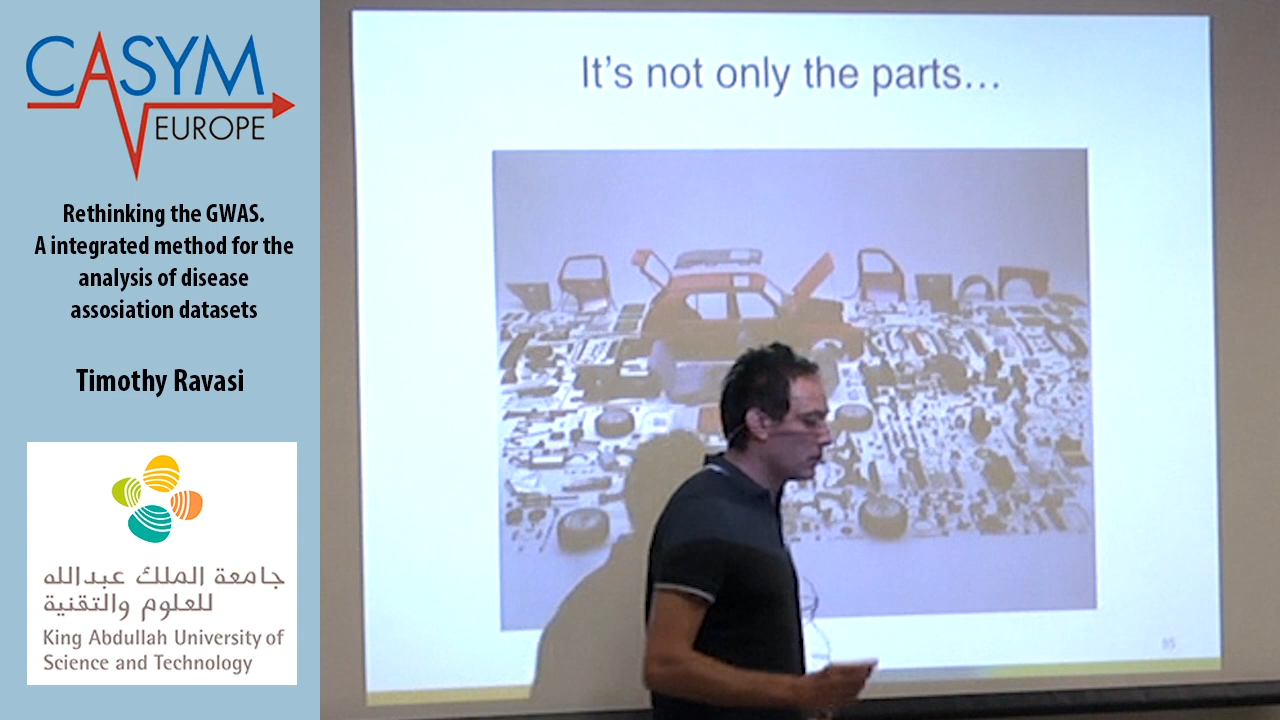 CASYM
EUROPE
Rethinking the GWAS.
A integrated method for the
analysis of disease
assosiation datasets
Timothy Ravasi
جامعة الملك عبدالله
للعلوم والتقنية
King Abdullah University of
Science and Technology
It's not only the parts...